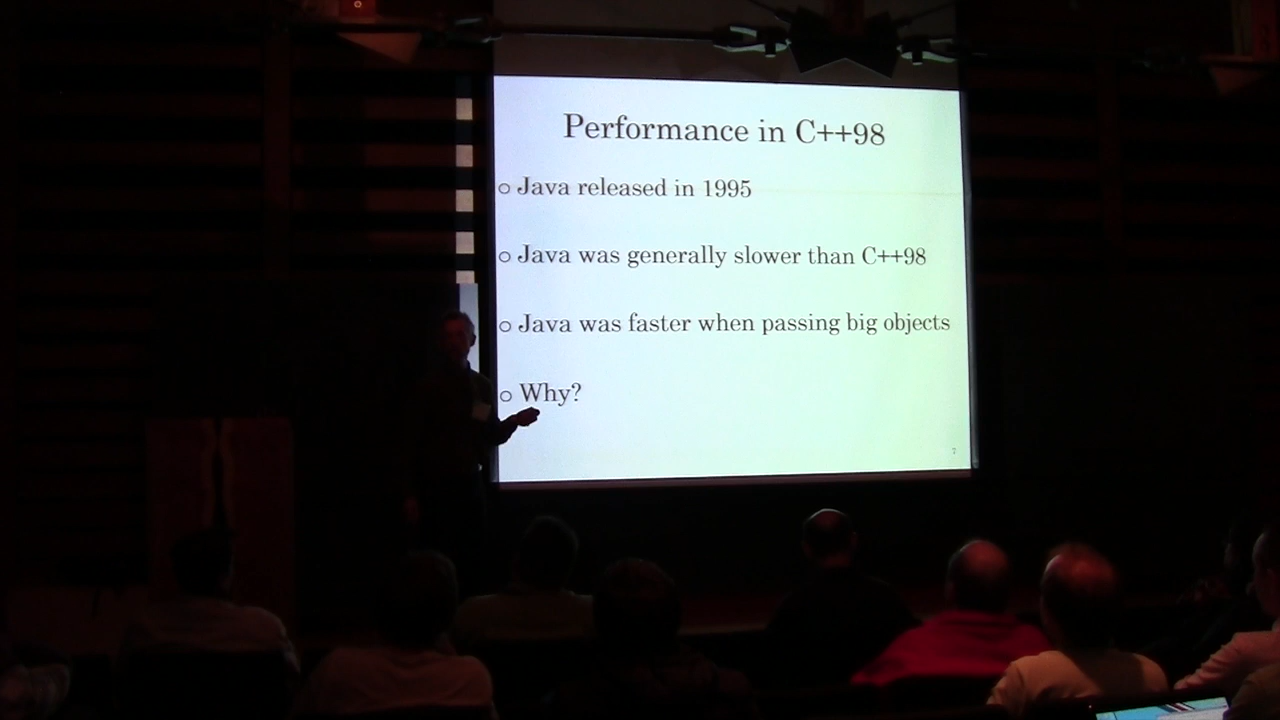 Performance in C++98
Java released in 1995
Java was generally slower than C++98
Java was faster when passing big objects
Why?
7